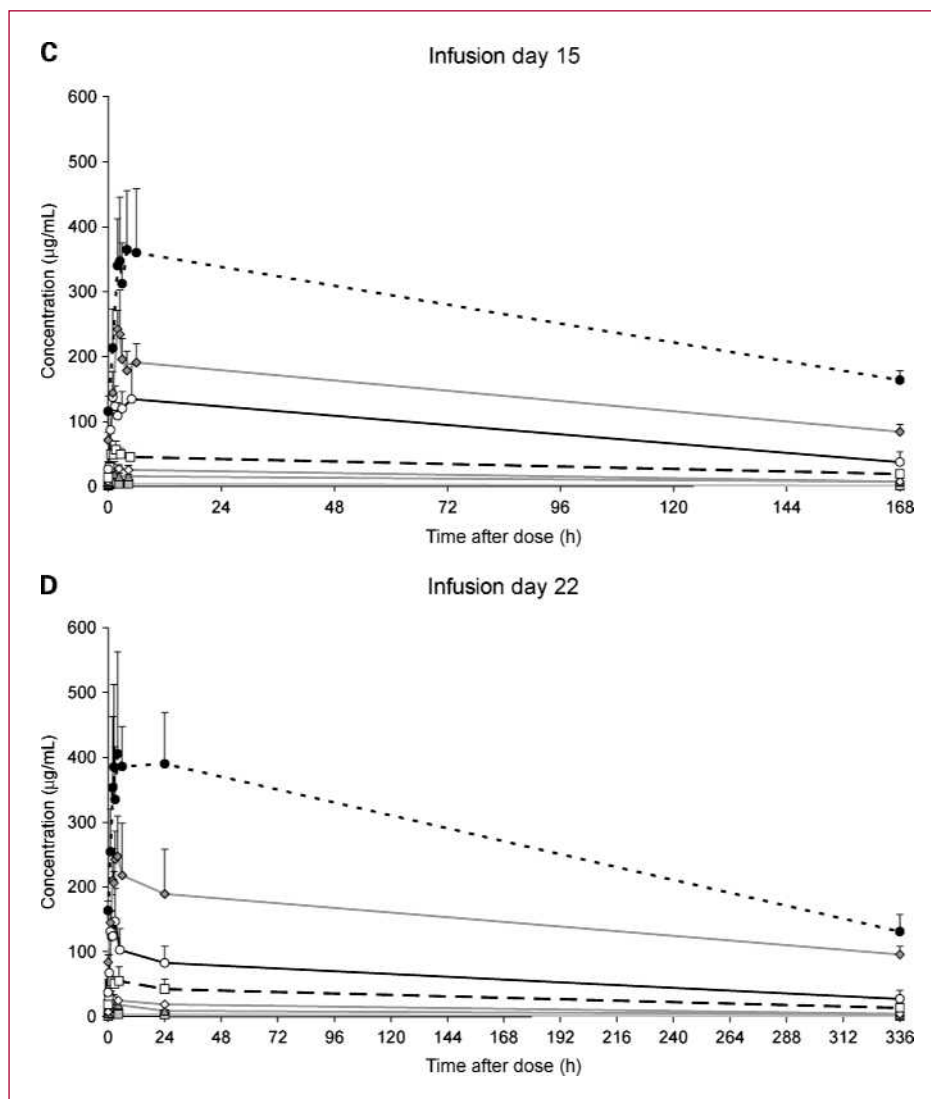 C
Infusion day 15
600
500
400
300
200
100
0
Concentration (µg/mL)
0 24 48 72 96 120 144 168
Time after dose (h)
D
Infusion day 22
600
500
400
300
200
100
0
Concentration (µg/mL)
0 24 48 72 96 120 144 168 192 216 240 264 288 312 336
Time after dose (h)